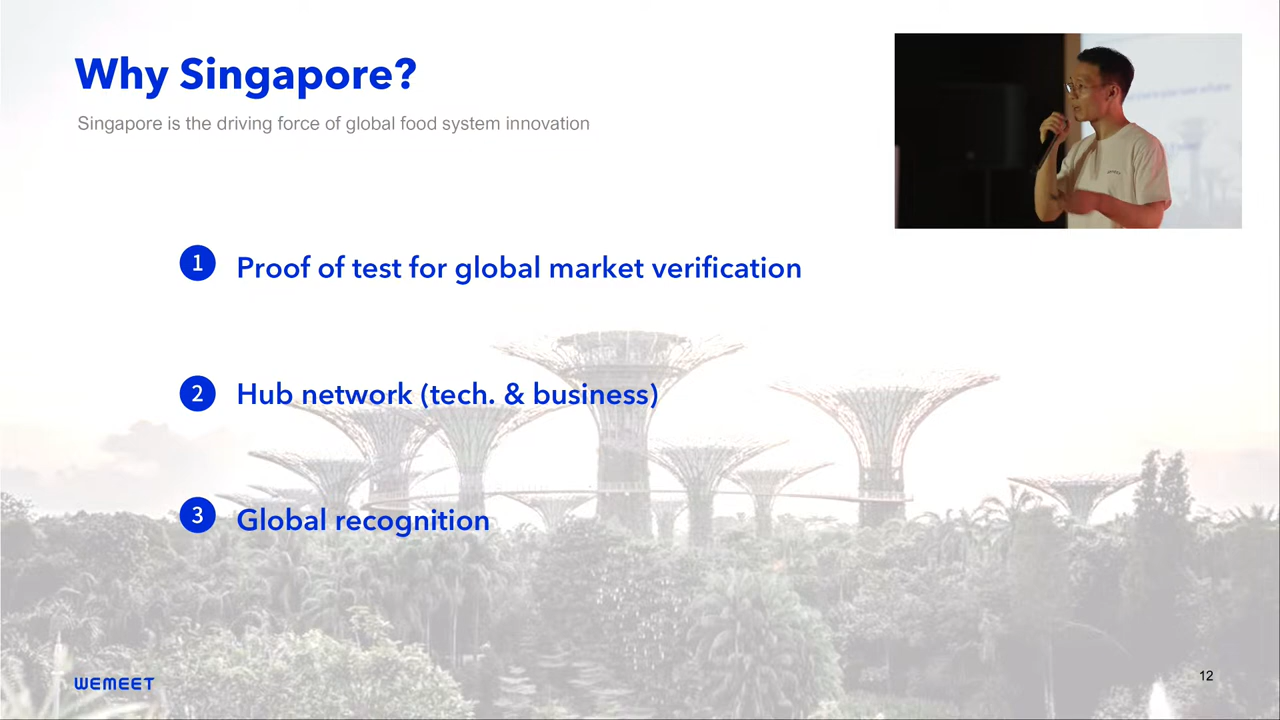 Why Singapore?
Singapore is the driving force of global food system innovation
1 Proof of test for global market verification
2 Hub network (tech. & business)
3 Global recognition
WEMEET
12